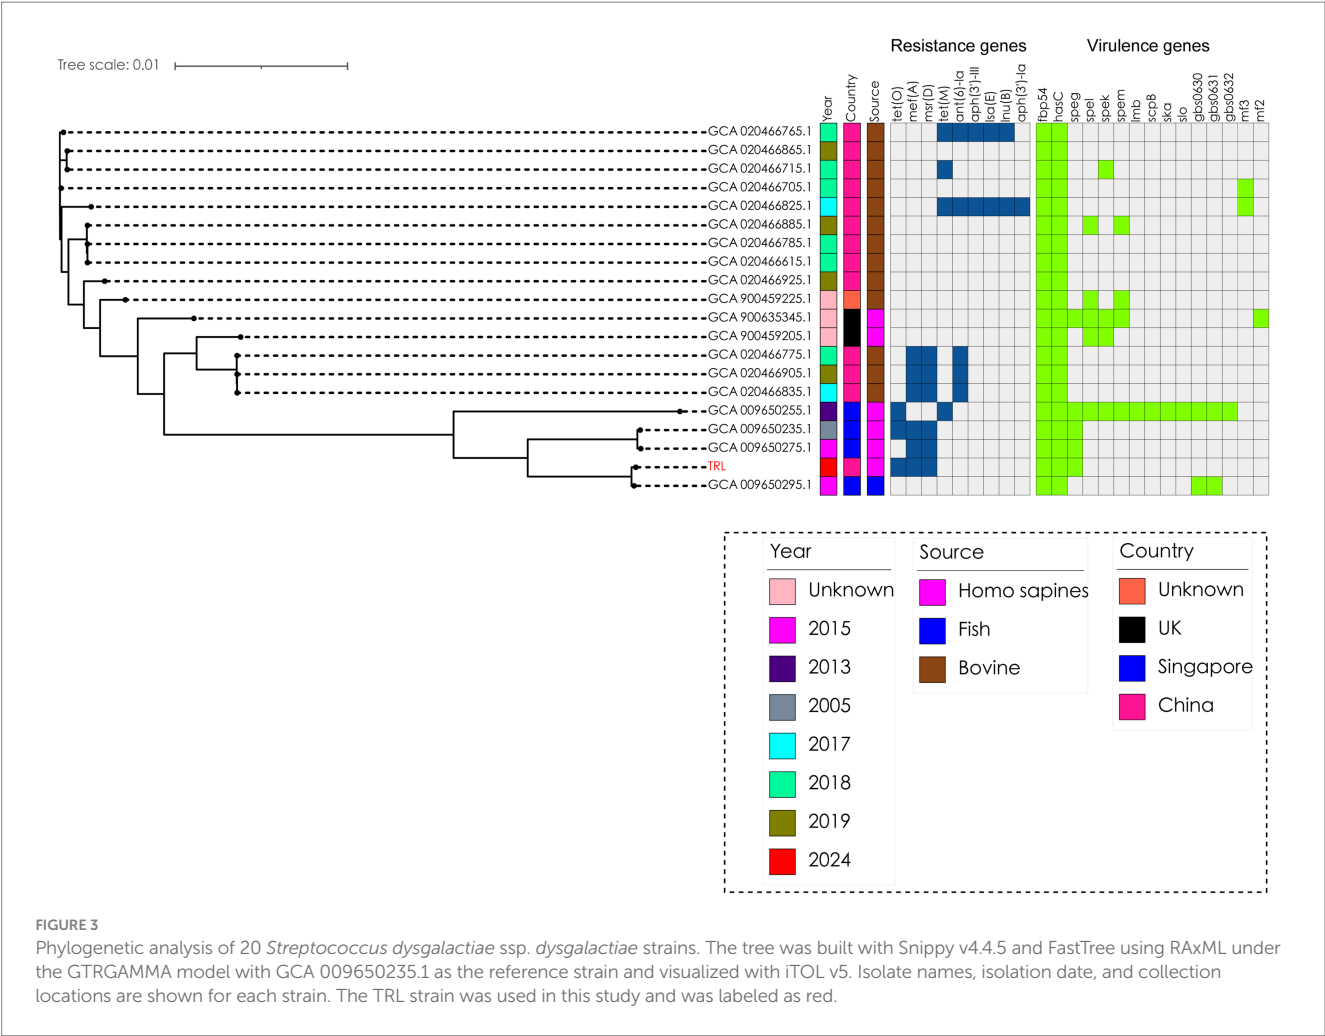 Resistance genes
Virulence genes
Tree scale: 0.01
Year
Country
Source
tet(O)
mef(A)
msr(D)
tet(M)
ant(6)-Ia
aph(3')-III
lsa(E)
lnu(B)
aph(3')-Ia
fbp54
hasC
speg
spel
spek
spem
lmb
scpB
ska
slo
gbs0630
gbs0631
gbs0632
mf3
mf2
GCA 020466765.1
GCA 020466865.1
GCA 020466715.1
GCA 020466705.1
GCA 020466825.1
GCA 020466885.1
GCA 020466785.1
GCA 020466615.1
GCA 020466925.1
GCA 900459225.1
GCA 900635345.1
GCA 900459205.1
GCA 020466775.1
GCA 020466905.1
GCA 020466835.1
GCA 009650255.1
GCA 009650235.1
GCA 009650275.1
TRL
GCA 009650295.1
Year
Unknown
2015
2013
2005
2017
2018
2019
2024
Source
Homo sapines
Fish
Bovine
Country
Unknown
UK
Singapore
China
FIGURE 3
Phylogenetic analysis of 20 Streptococcus dysgalactiae ssp. dysgalactiae strains. The tree was built with Snippy v4.4.5 and FastTree using RAxML under
the GTRGAMMA model with GCA 009650235.1 as the reference strain and visualized with iTOL v5. Isolate names, isolation date, and collection
locations are shown for each strain. The TRL strain was used in this study and was labeled as red.